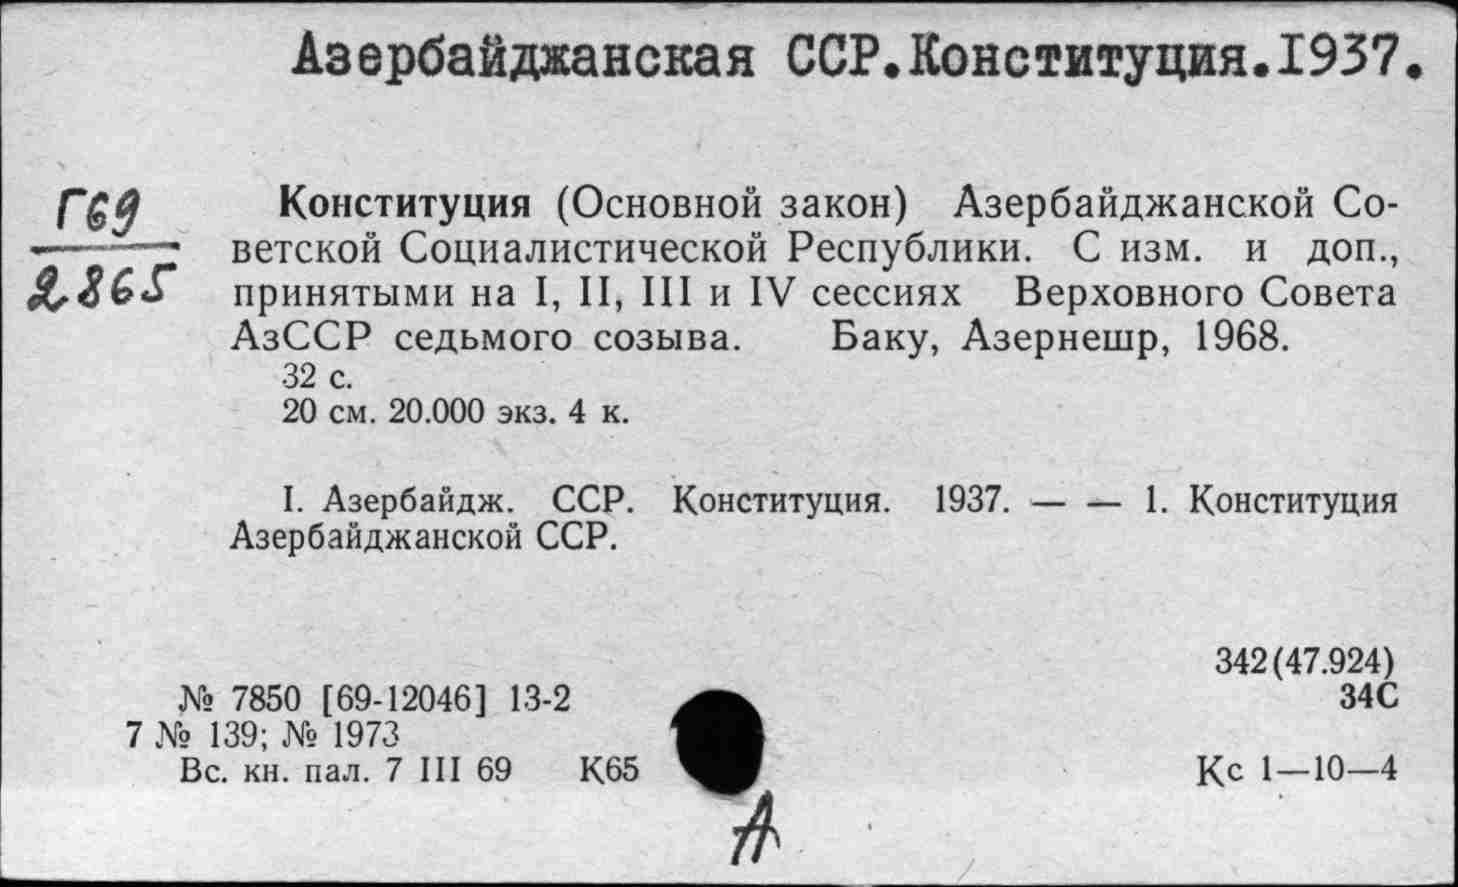 Азербайджанская ССР.Конституция.1937.
Г69
2865
Конституция (Основной закон) Азербайджанской Со-
ветской Социалистической Республики. С изм. и доп.,
принятыми на I, II, III и IV сессиях Верховного Совета
АзССР седьмого созыва. Баку, Азернешр, 1968.
32 с.
20 см. 20.000 экз. 4 к.
I. Азербайдж. ССР. Конституция. 1937. — — 1. Конституция
Азербайджанской ССР.
342(47.924)
№ 7850 [69-12046] 13-2 34С
7 № 139; № 1973
Вс. кн. пал. 7 III 69 К65 Кс 1—10—4
А